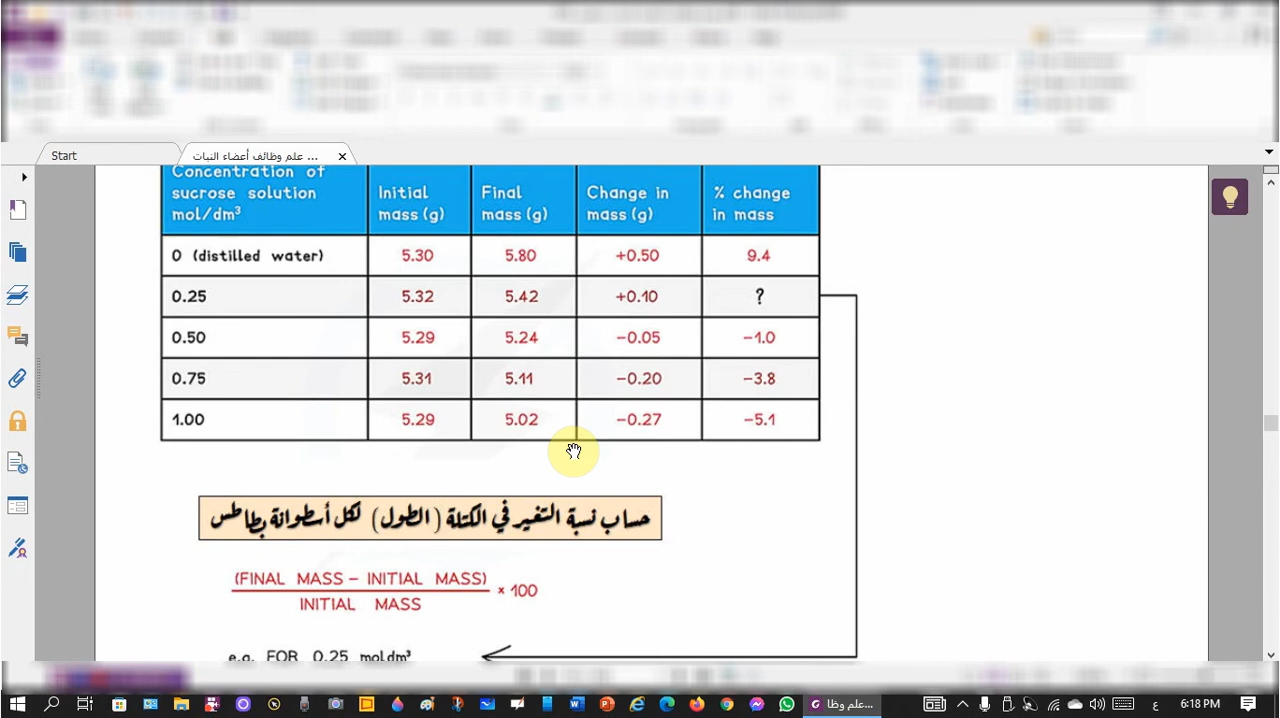 Start
علم وظائف أعضاء النبات ...
Concentration of sucrose solution mol/dm³ Initial mass (g) Final mass (g) Change in mass (g) % change in mass
0 (distilled water) 5.30 5.80 +0.50 9.4
0.25 5.32 5.42 +0.10 ?
0.50 5.29 5.24 −0.05 −1.0
0.75 5.31 5.11 −0.20 −3.8
1.00 5.29 5.02 −0.27 −5.1
حساب نسبة التغير في الكتلة (الطول) لكل أسطوانة بطاطس
(FINAL MASS − INITIAL MASS)
× 100
INITIAL MASS
e.g. FOR 0.25 moldm³
علم وظا...
ع
6:18 PM